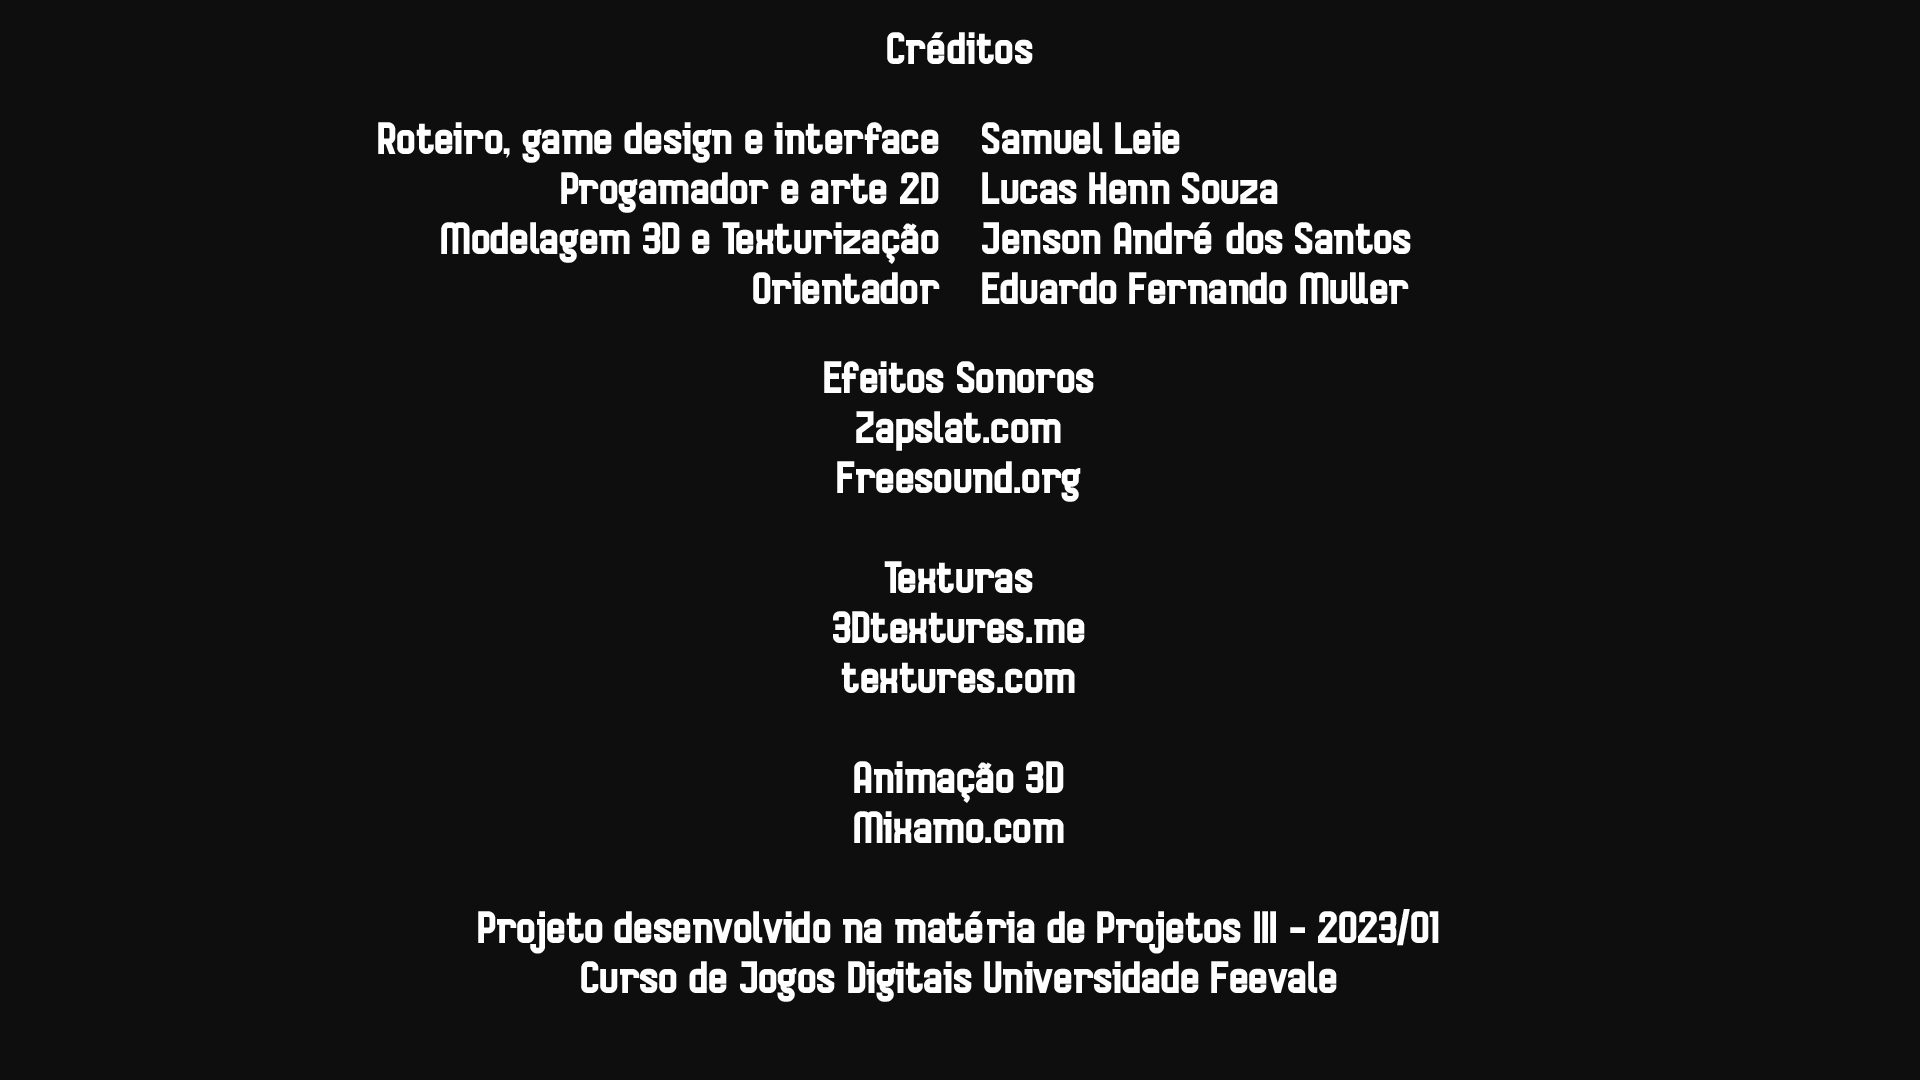 Créditos
Roteiro, game design e interface Samuel Leie
Progamador e arte 2D Lucas Henn Souza
Modelagem 3D e Texturização Jenson André dos Santos
Orientador Eduardo Fernando Muller
Efeitos Sonoros
Zapslat.com
Freesound.org
Texturas
3Dtextures.me
textures.com
Animação 3D
Mixamo.com
Projeto desenvolvido na matéria de Projetos III - 2023/01
Curso de Jogos Digitais Universidade Feevale